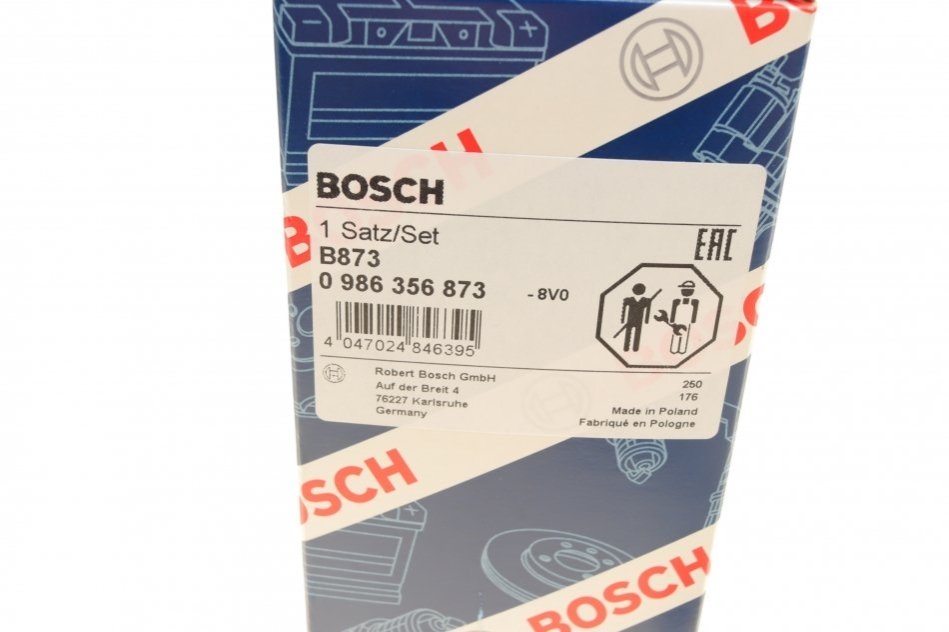 BOSCH
BOSCH
1 Satz/Set
EAC
B873
0 986 356 873
- 8V0
4 047024 846395
Robert Bosch GmbH
Auf der Breit 4
76227 Karlsruhe
Germany
250
176
Made in Poland
Fabriqué en Pologne
OSCH
BOSCH